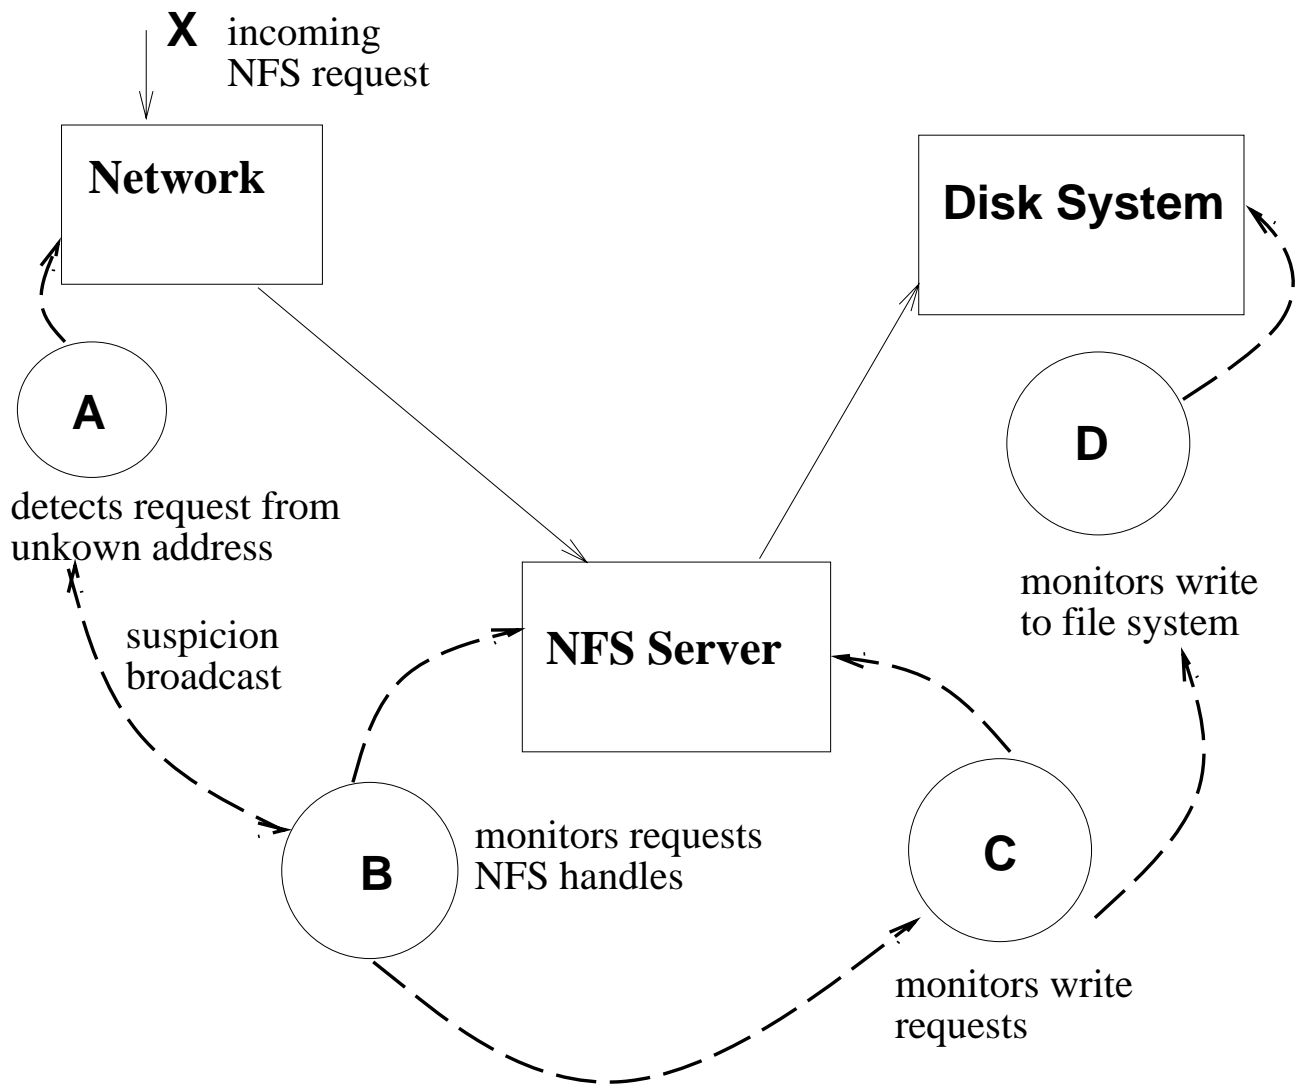 X
incoming
NFS request
Network
Disk System
A
D
detects request from
unkown address
monitors write
to file system
suspicion
broadcast
NFS Server
B
monitors requests
NFS handles
C
monitors write
requests